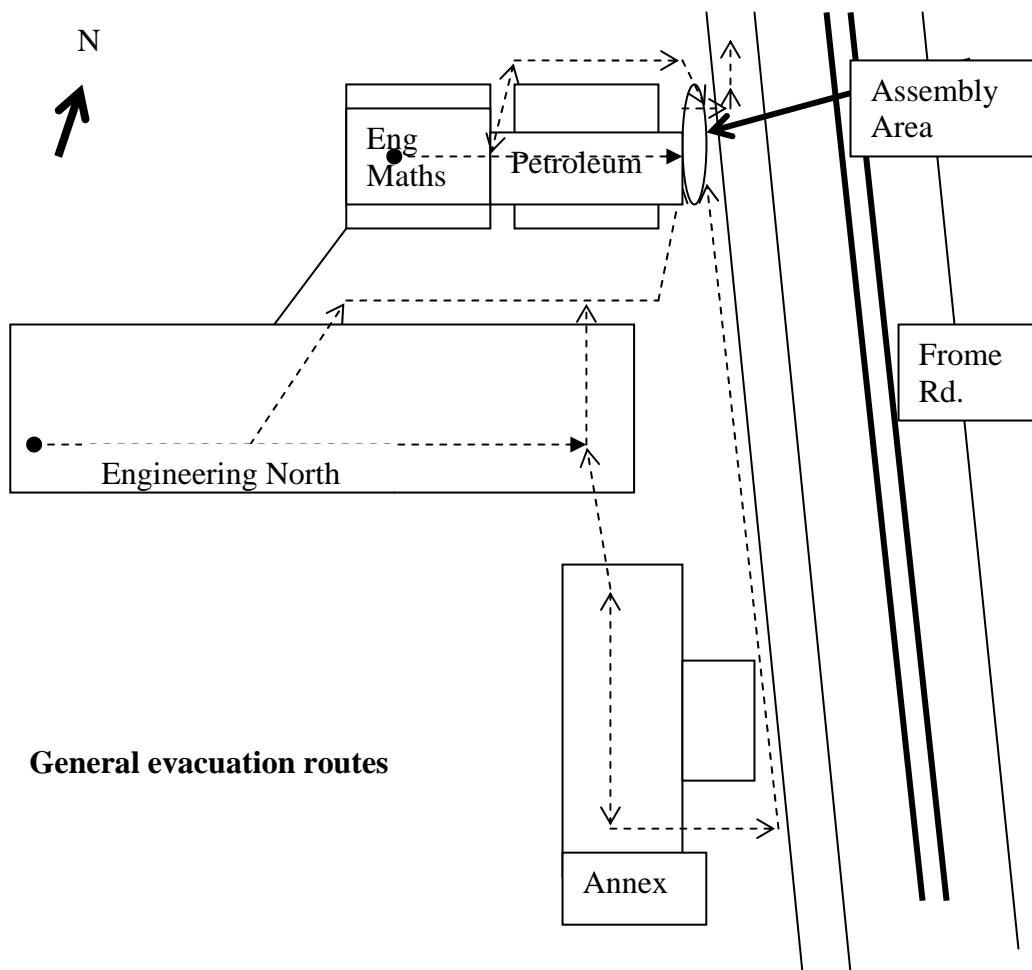 N
Assembly
Area
Eng
Maths
Petroleum
Frome
Rd.
Engineering North
General evacuation routes
Annex